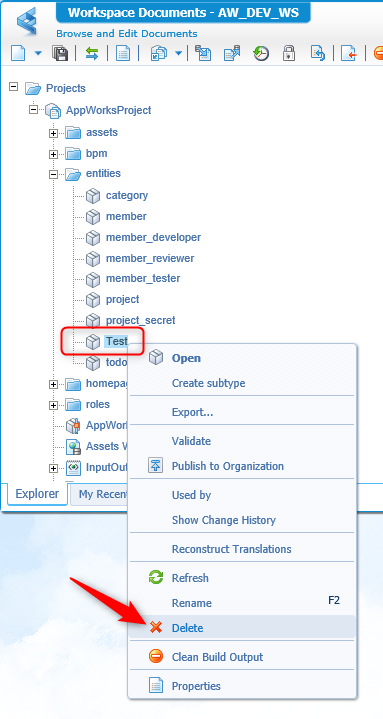 Workspace Documents - AW_DEV_WS
Browse and Edit Documents
Projects
AppWorksProject
assets
bpm
entities
category
member
member_developer
member_reviewer
member_tester
project
project_secret
Test
todo
homepag
roles
AppWor
Assets W
InputOut
Explorer
My Recent
Open
Create subtype
Export...
Validate
Publish to Organization
Used by
Show Change History
Reconstruct Translations
Refresh
Rename F2
Delete
Clean Build Output
Properties